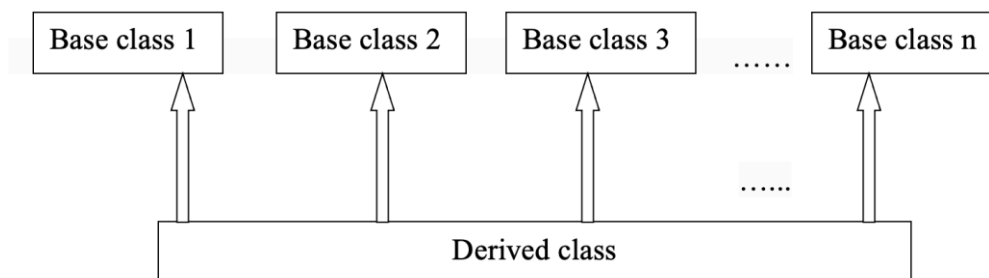 Base class 1 Base class 2 Base class 3 …… Base class n
…...
Derived class